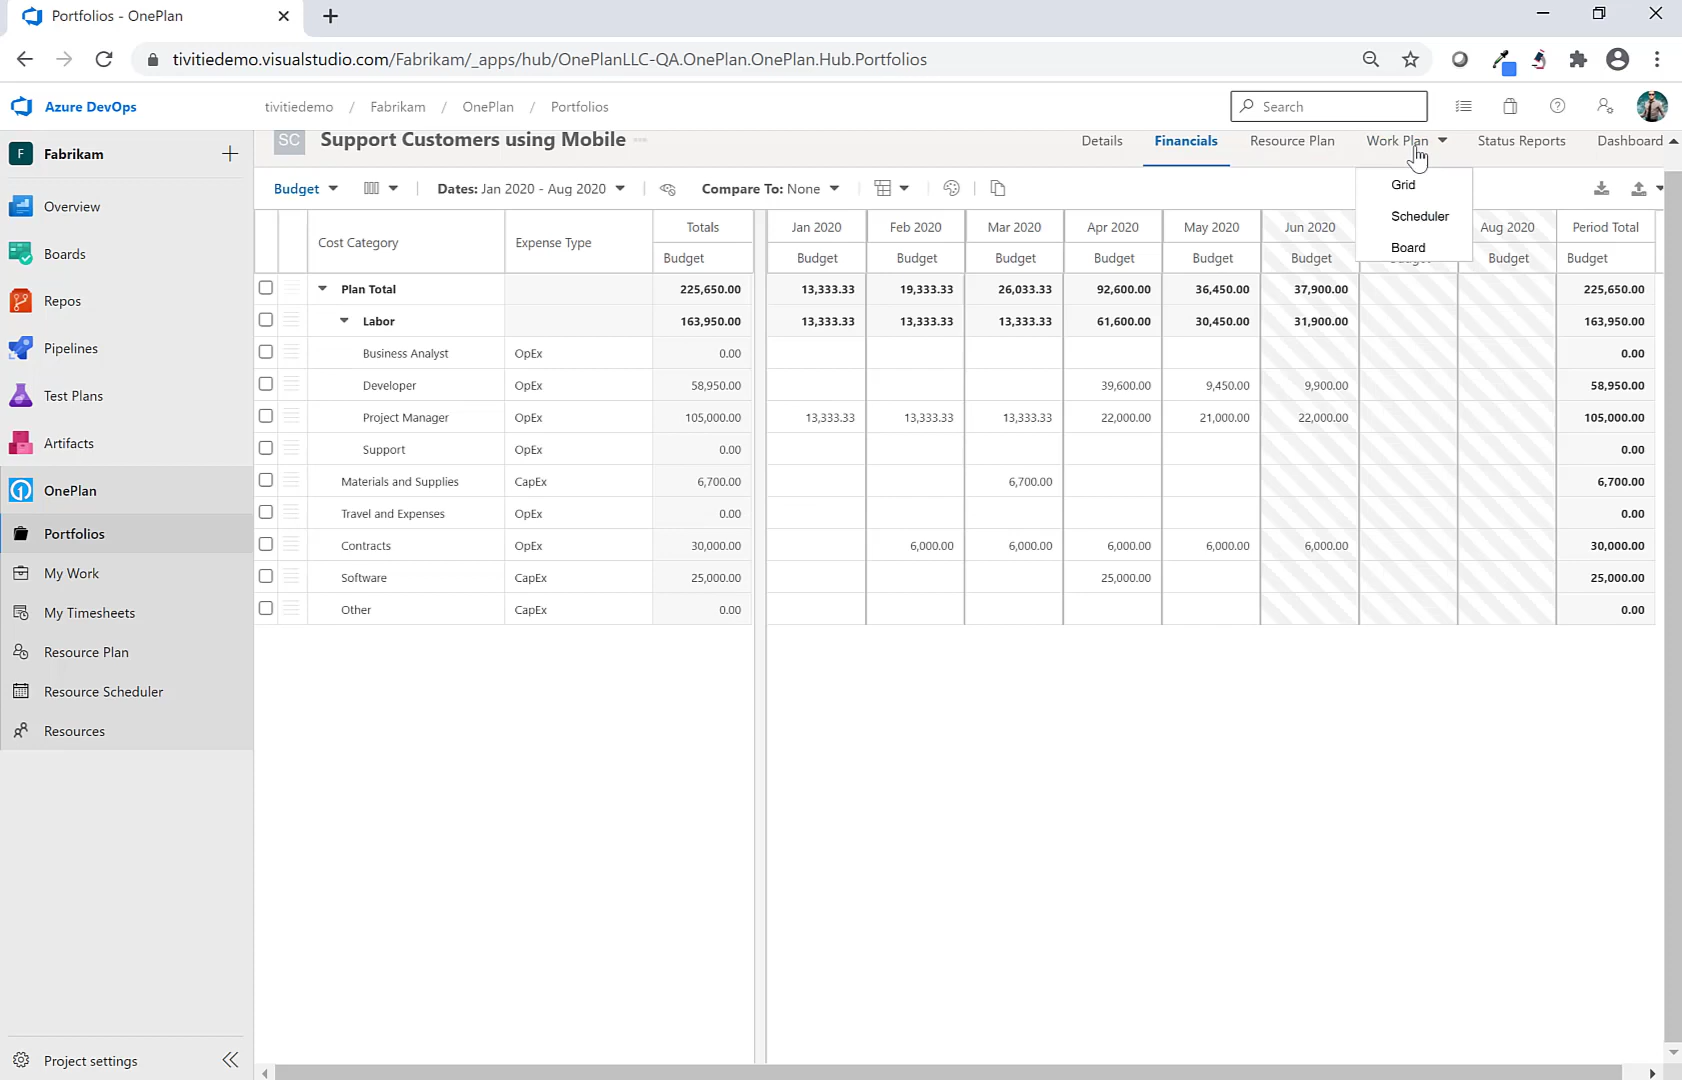 Portfolios - OnePlan
tivitiedemo.visualstudio.com/Fabrikam/_apps/hub/OnePlanLLC-QA.OnePlan.OnePlan.Hub.Portfolios
Azure DevOps
tivitiedemo / Fabrikam / OnePlan / Portfolios
Search
F Fabrikam
SC Support Customers using Mobile
Details Financials Resource Plan Work Plan Status Reports Dashboard
Grid
Scheduler
Board
Overview
Boards
Repos
Pipelines
Test Plans
Artifacts
OnePlan
Portfolios
My Work
My Timesheets
Resource Plan
Resource Scheduler
Resources
Project settings
Budget Dates: Jan 2020 - Aug 2020 Compare To: None
Cost Category Expense Type Totals Jan 2020 Feb 2020 Mar 2020 Apr 2020 May 2020 Jun 2020 Aug 2020 Period Total
Budget Budget Budget Budget Budget Budget Budget Budget Budget
Plan Total 225,650.00 13,333.33 19,333.33 26,033.33 92,600.00 36,450.00 37,900.00 225,650.00
Labor 163,950.00 13,333.33 13,333.33 13,333.33 61,600.00 30,450.00 31,900.00 163,950.00
Business Analyst OpEx 0.00 0.00
Developer OpEx 58,950.00 39,600.00 9,450.00 9,900.00 58,950.00
Project Manager OpEx 105,000.00 13,333.33 13,333.33 13,333.33 22,000.00 21,000.00 22,000.00 105,000.00
Support OpEx 0.00 0.00
Materials and Supplies CapEx 6,700.00 6,700.00 6,700.00
Travel and Expenses OpEx 0.00 0.00
Contracts OpEx 30,000.00 6,000.00 6,000.00 6,000.00 6,000.00 6,000.00 30,000.00
Software CapEx 25,000.00 25,000.00 25,000.00
Other CapEx 0.00 0.00